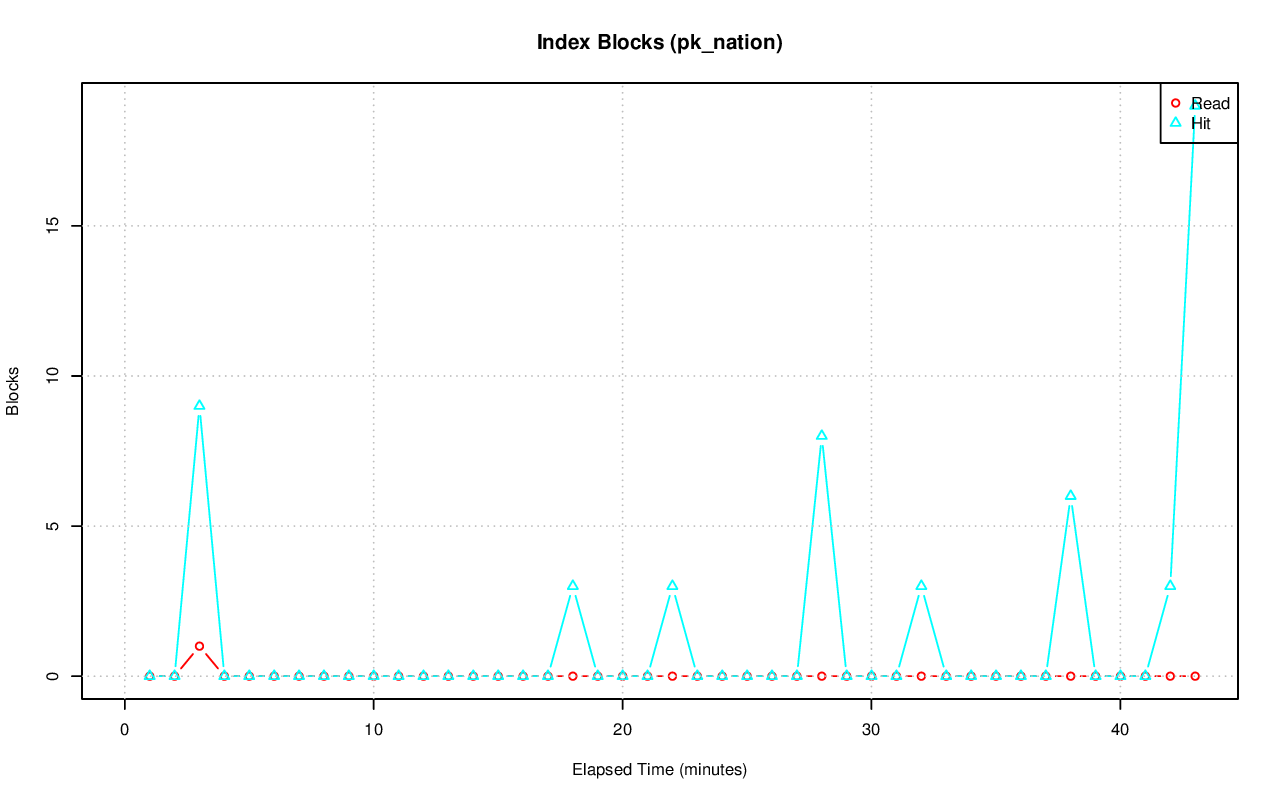 Index Blocks (pk_nation)
Read
Hit
15
10
5
0
Blocks
0 10 20 30 40
Elapsed Time (minutes)